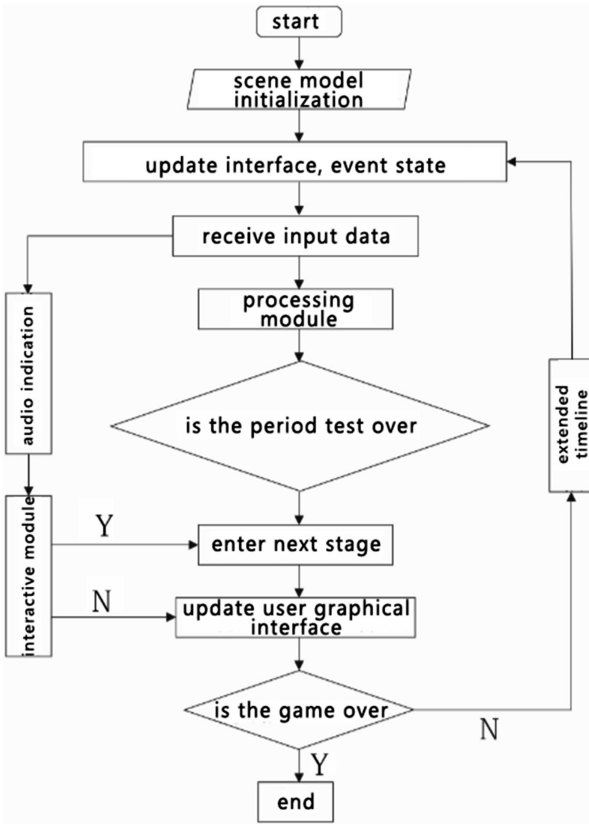 start
scene model
initialization
update interface, event state
receive input data
processing
module
audio indication
is the period test over
extended
timeline
interactive module
Y
enter next stage
N
update user graphical
interface
is the game over
N
Y
end